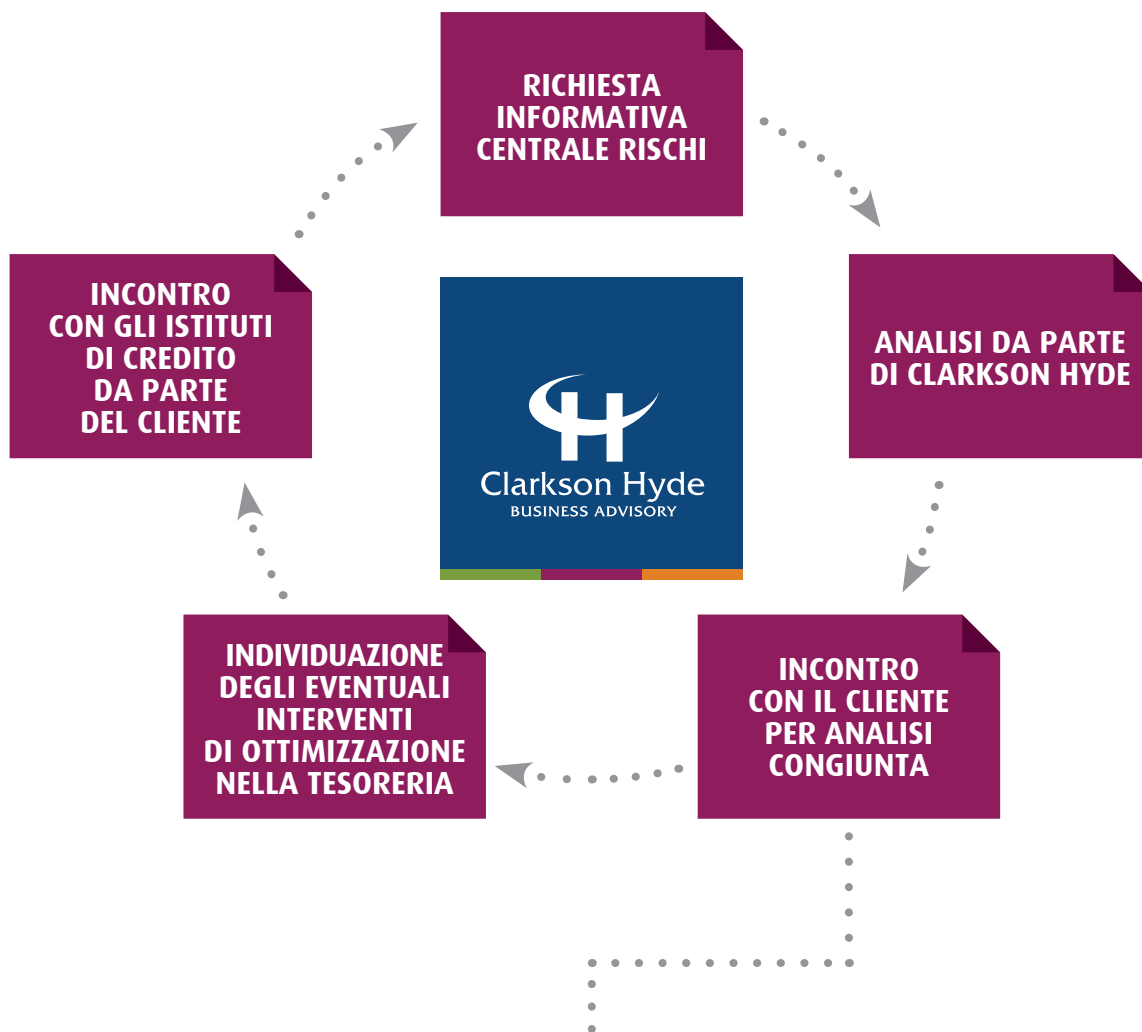 RICHIESTA
INFORMATIVA
CENTRALE RISCHI
ANALISI DA PARTE
DI CLARKSON HYDE
INCONTRO
CON IL CLIENTE
PER ANALISI
CONGIUNTA
INDIVIDUAZIONE
DEGLI EVENTUALI
INTERVENTI
DI OTTIMIZZAZIONE
NELLA TESORERIA
INCONTRO
CON GLI ISTITUTI
DI CREDITO
DA PARTE
DEL CLIENTE
CH
Clarkson Hyde
BUSINESS ADVISORY